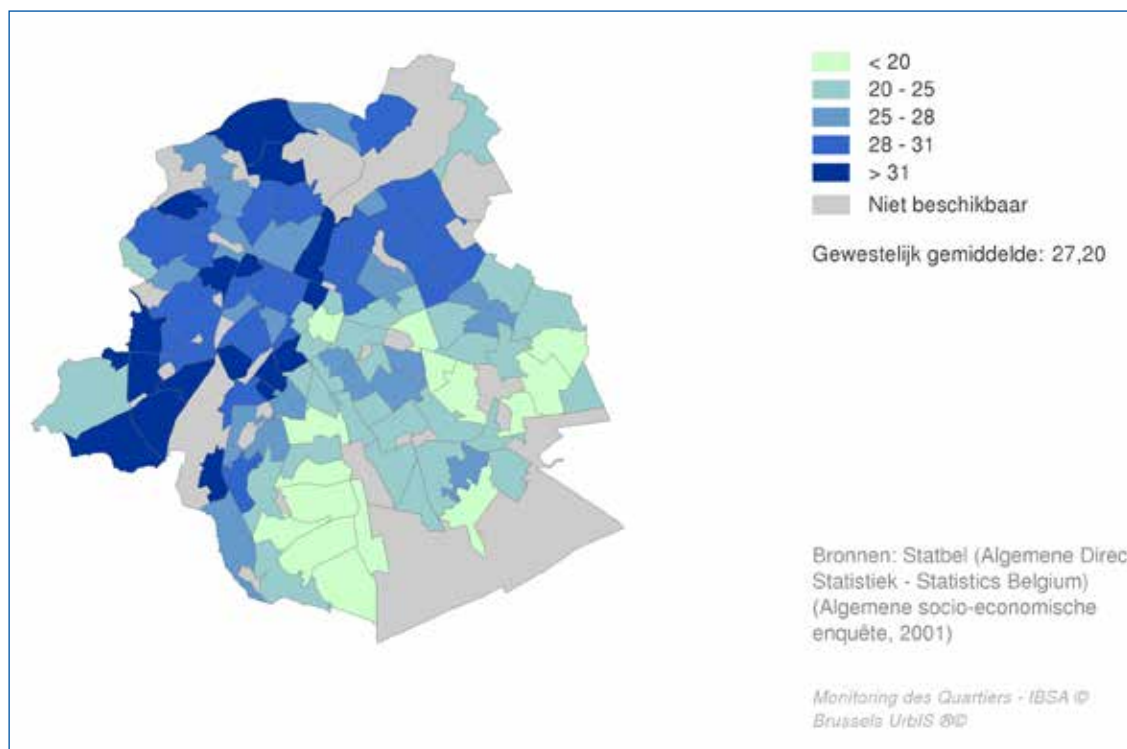 < 20
20 - 25
25 - 28
28 - 31
> 31
Niet beschikbaar
Gewestelijk gemiddelde: 27,20
Bronnen: Statbel (Algemene Direc
Statistiek - Statistics Belgium)
(Algemene socio-economische
enquête, 2001)
Monitoring des Quartiers - IBSA ©
Brussels UrbIS ®©